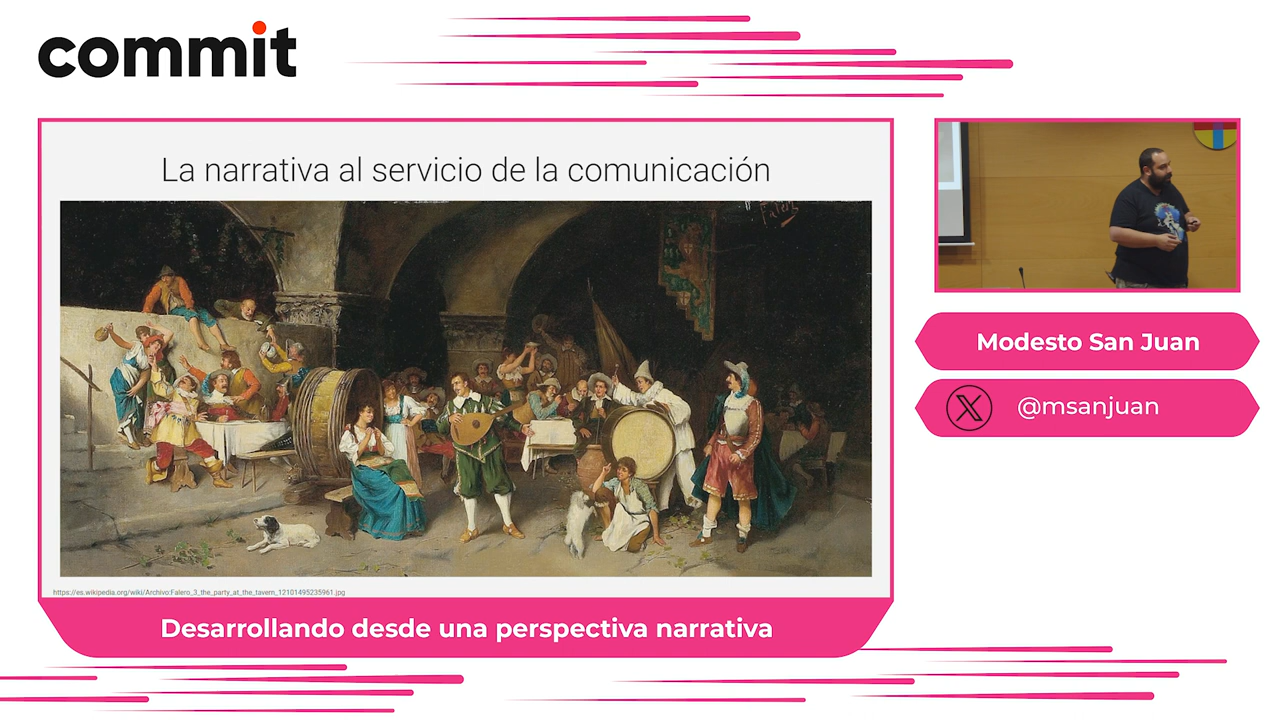 commit
La narrativa al servicio de la comunicación
https://es.wikipedia.org/wiki/Archivo:Falero_3_the_party_at_the_tavern_12101495235961.jpg
Desarrollando desde una perspectiva narrativa
Modesto San Juan
@msanjuan